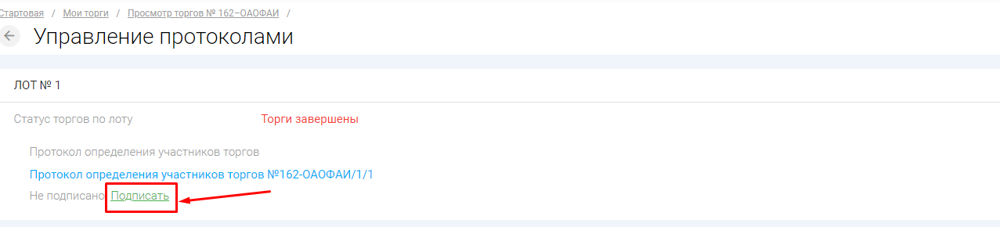 Стартовая / Мои торги / Просмотр торгов № 162–ОАОФАИ /
Управление протоколами
ЛОТ № 1
Статус торгов по лоту Торги завершены
Протокол определения участников торгов
Протокол определения участников торгов №162-ОАОФАИ/1/1
Не подписано Подписать